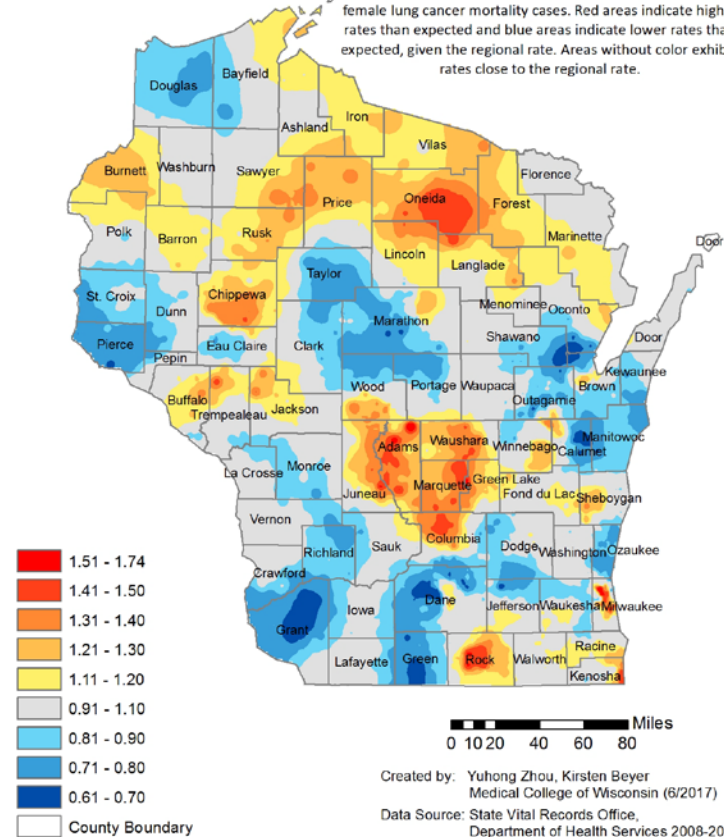 female lung cancer mortality cases. Red areas indicate high
rates than expected and blue areas indicate lower rates tha
expected, given the regional rate. Areas without color exhib
rates close to the regional rate.
Douglas
Bayfield
Ashland
Iron
Vilas
Burnett
Washburn
Sawyer
Price
Oneida
Forest
Florence
Marinette
Polk
Barron
Rusk
Lincoln
Langlade
Door
Taylor
Chippewa
St. Croix
Dunn
Menominee
Oconto
Marathon
Shawano
Pierce
Pepin
Eau Claire
Clark
Door
Kewaunee
Wood
Portage
Waupaca
Outagamie
Brown
Buffalo
Trempealeau
Jackson
Adams
Waushara
Winnebago
Calumet
Manitowoc
La Crosse
Monroe
Juneau
Marquette
Green Lake
Fond du Lac
Sheboygan
Vernon
Richland
Sauk
Columbia
Dodge
Washington
Ozaukee
Crawford
Grant
Iowa
Dane
Jefferson
Waukesha
Milwaukee
Lafayette
Green
Rock
Walworth
Racine
Kenosha
1.51 - 1.74
1.41 - 1.50
1.31 - 1.40
1.21 - 1.30
1.11 - 1.20
0.91 - 1.10
0.81 - 0.90
0.71 - 0.80
0.61 - 0.70
County Boundary
Miles
0 10 20 40 60 80
Created by: Yuhong Zhou, Kirsten Beyer
Medical College of Wisconsin (6/2017)
Data Source: State Vital Records Office,
Department of Health Services 2008-20